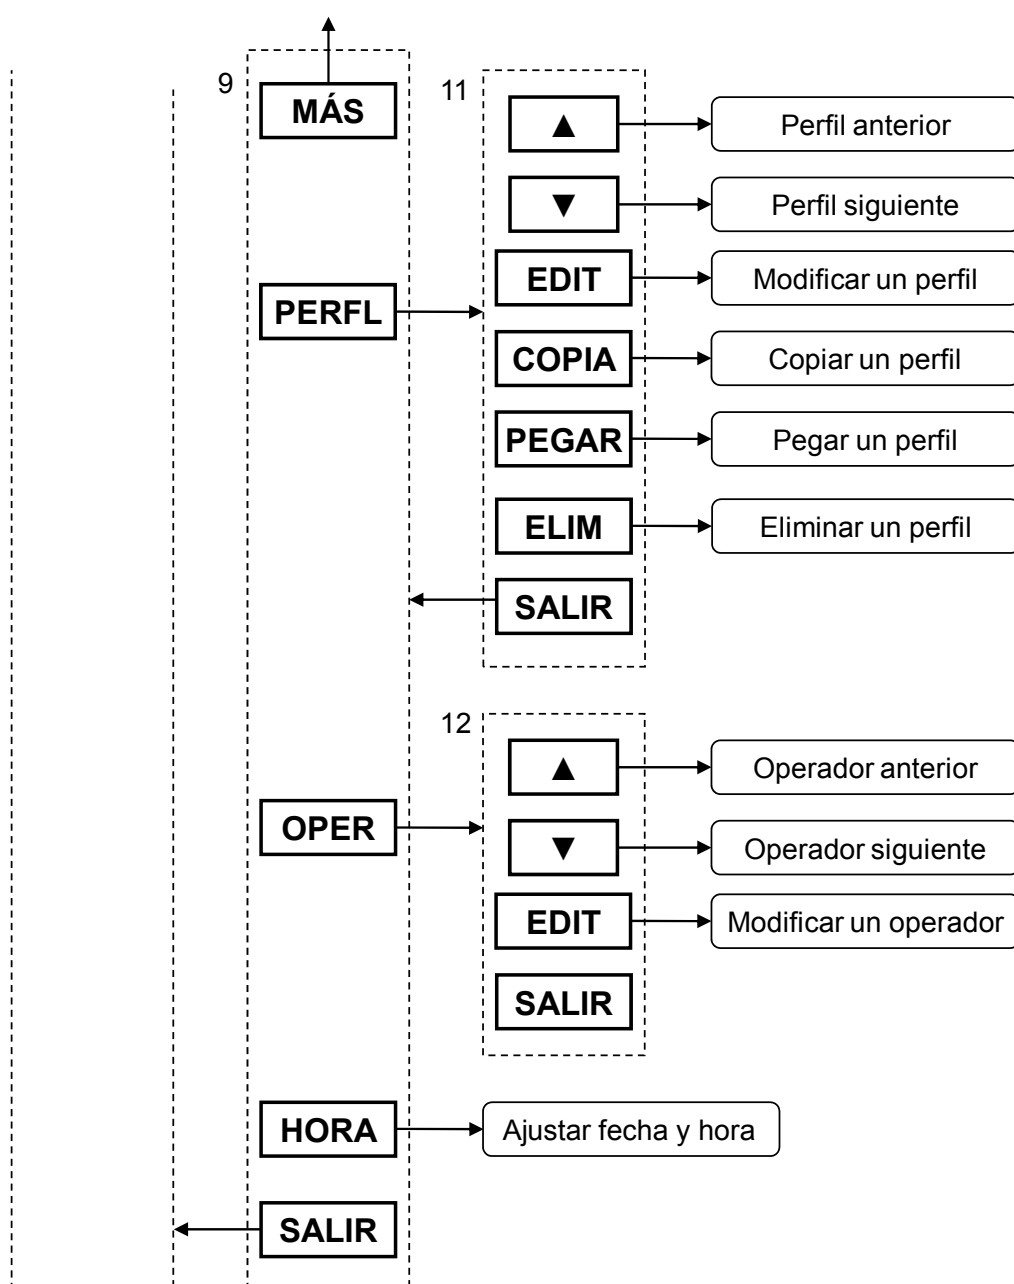 9
MÁS
11
▲
Perfil anterior
▼
Perfil siguiente
PERFL
EDIT
Modificar un perfil
COPIA
Copiar un perfil
PEGAR
Pegar un perfil
ELIM
Eliminar un perfil
SALIR
12
▲
Operador anterior
OPER
▼
Operador siguiente
EDIT
Modificar un operador
SALIR
HORA
Ajustar fecha y hora
SALIR